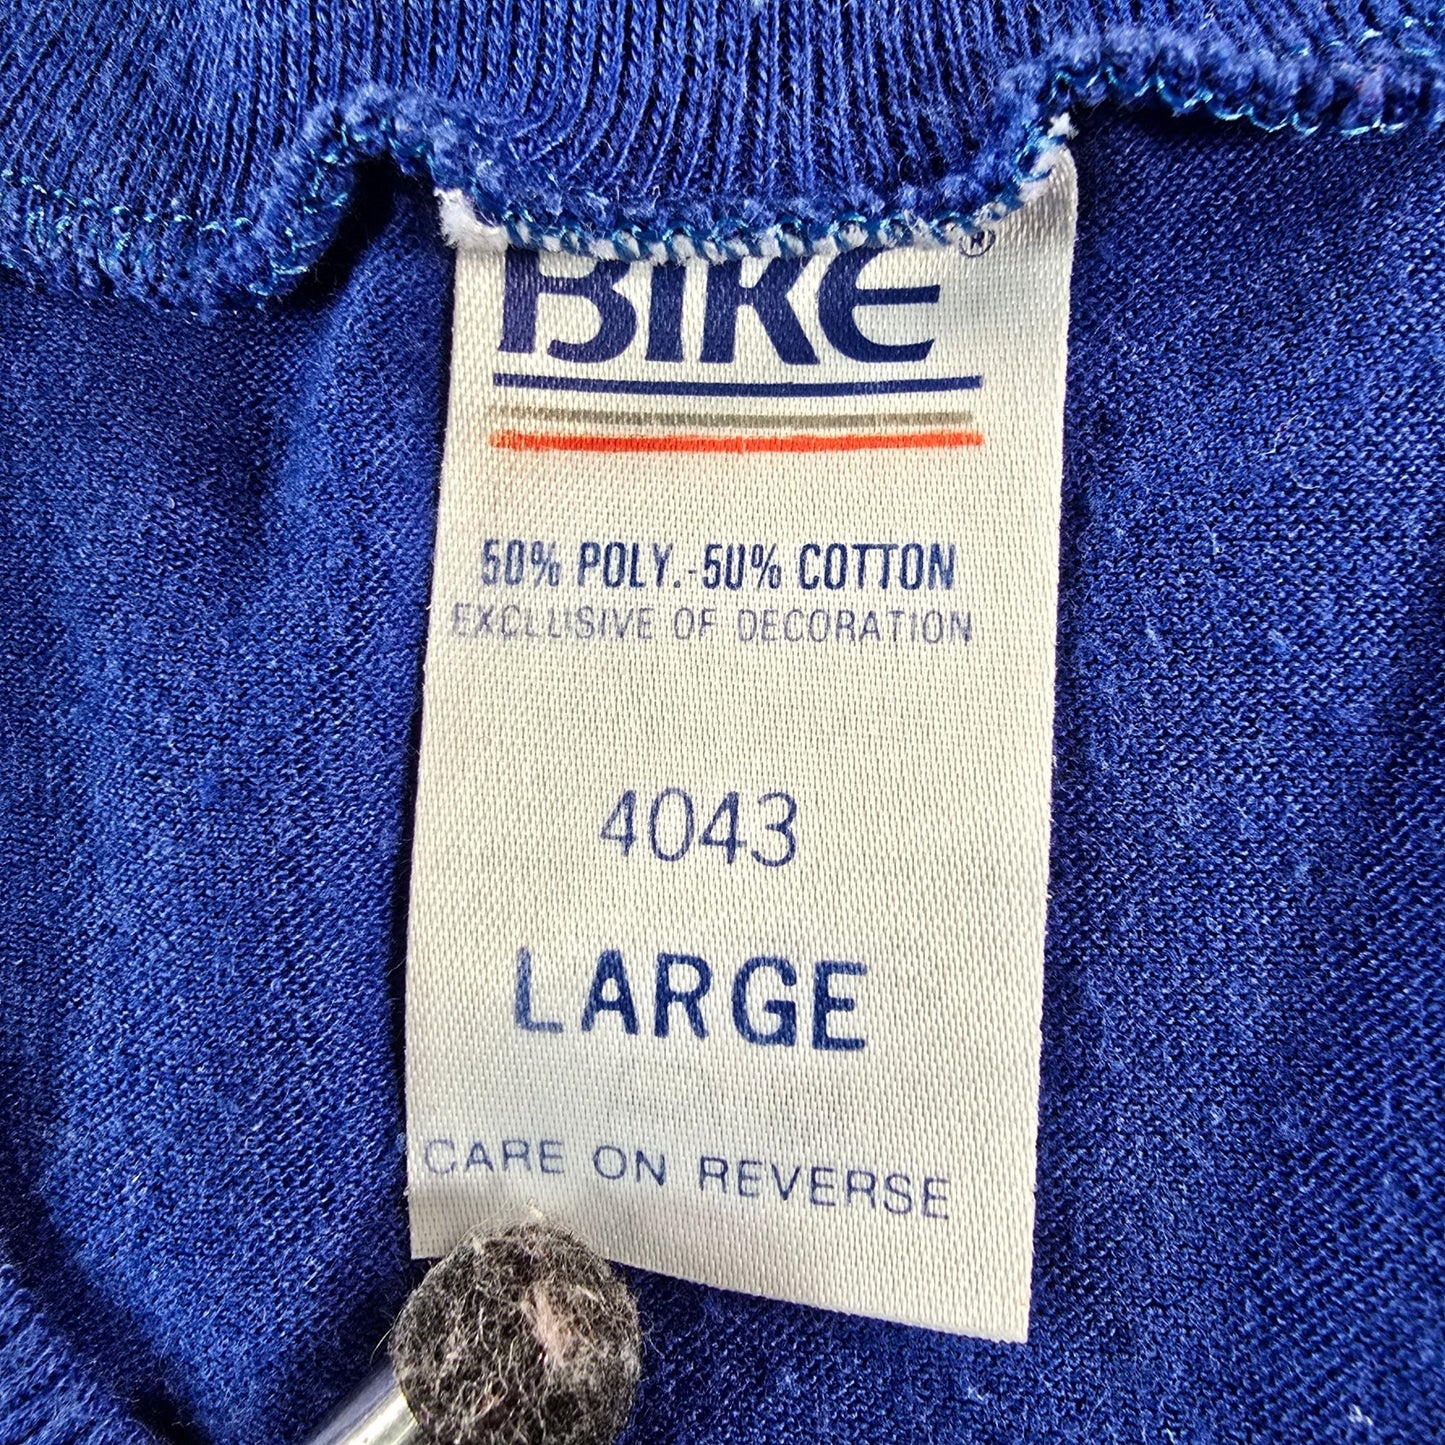 BIKE®
50% POLY.-50% COTTON
EXCLUSIVE OF DECORATION
4043
LARGE
CARE ON REVERSE